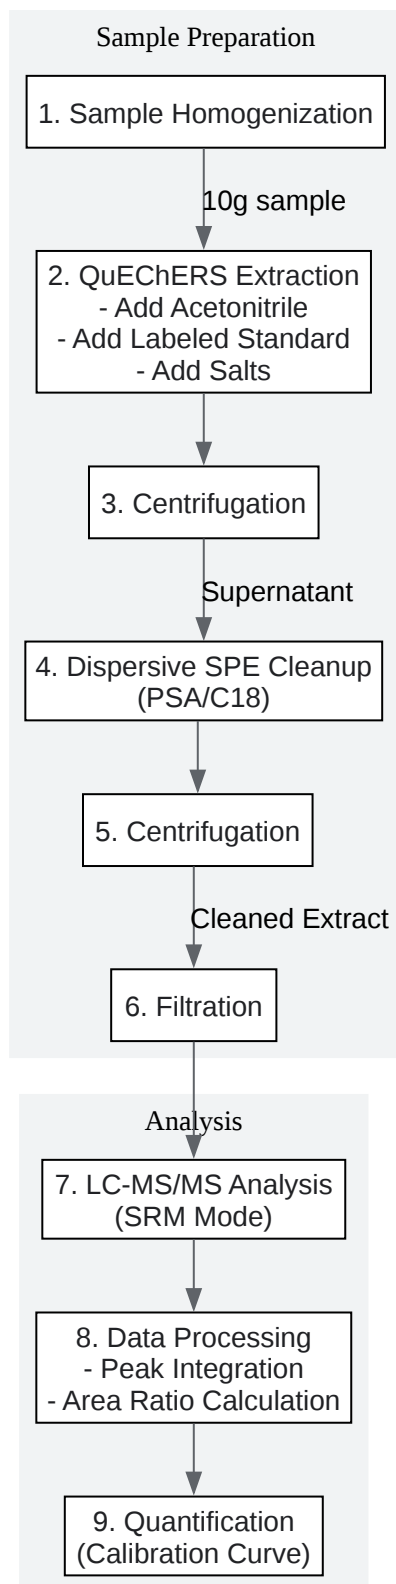 Sample Preparation
1. Sample Homogenization
10g sample
2. QuEChERS Extraction
- Add Acetonitrile
- Add Labeled Standard
- Add Salts
3. Centrifugation
Supernatant
4. Dispersive SPE Cleanup
(PSA/C18)
5. Centrifugation
Cleaned Extract
6. Filtration
Analysis
7. LC-MS/MS Analysis
(SRM Mode)
8. Data Processing
- Peak Integration
- Area Ratio Calculation
9. Quantification
(Calibration Curve)